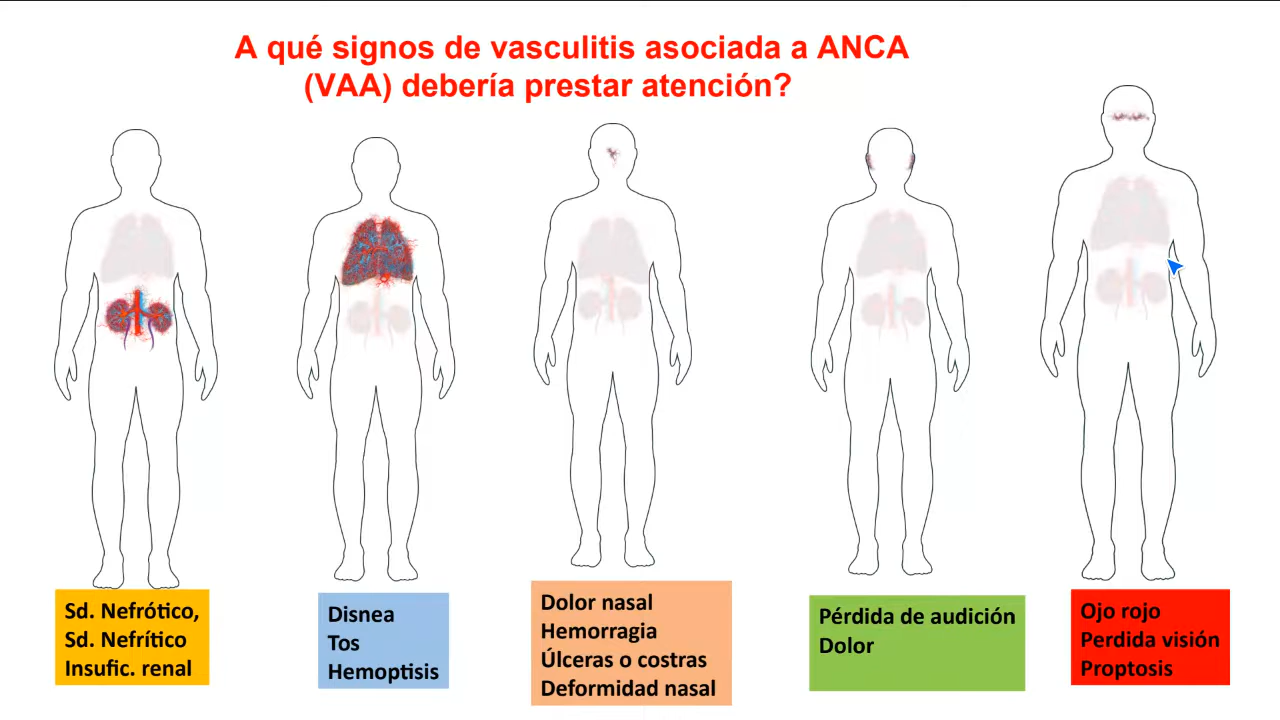 A qué signos de vasculitis asociada a ANCA
(VAA) debería prestar atención?
Sd. Nefrótico,
Sd. Nefrítico
Insufic. renal
Disnea
Tos
Hemoptisis
Dolor nasal
Hemorragia
Úlceras o costras
Deformidad nasal
Pérdida de audición
Dolor
Ojo rojo
Perdida visión
Proptosis